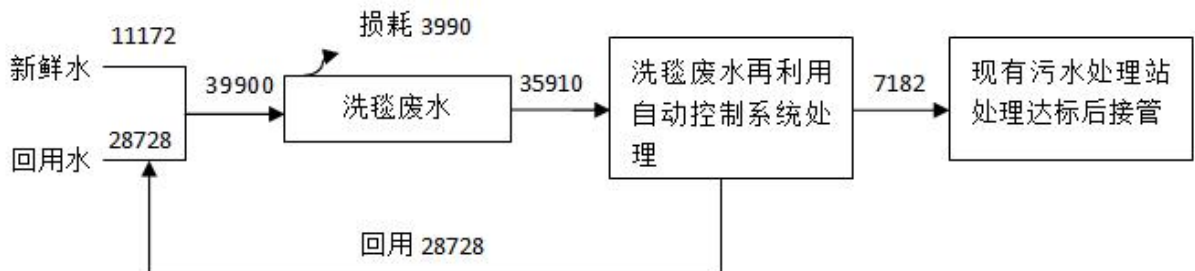 损耗 3990
11172
新鲜水
39900
洗毯废水
35910
洗毯废水再利用
自动控制系统处
理
7182
现有污水处理站
处理达标后接管
28728
回用水
回用 28728